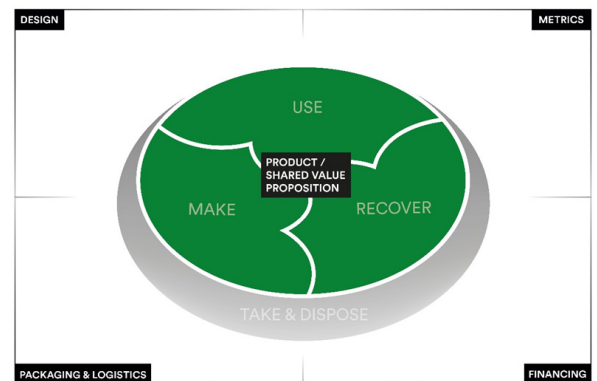 DESIGN
METRICS
USE
PRODUCT /
SHARED VALUE
PROPOSITION
MAKE
RECOVER
TAKE & DISPOSE
PACKAGING & LOGISTICS
FINANCING